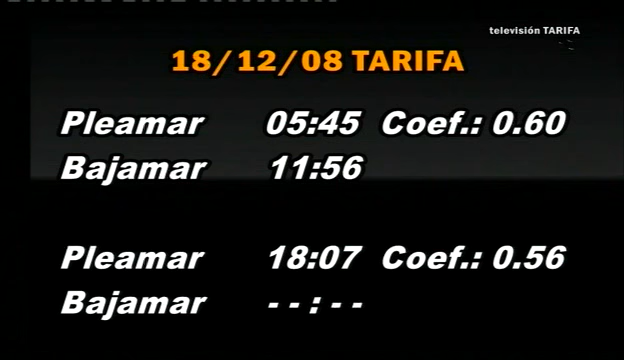 televisión TARIFA
18/12/08 TARIFA
Pleamar 05:45 Coef.: 0.60
Bajamar 11:56
Pleamar 18:07 Coef.: 0.56
Bajamar - - : - -